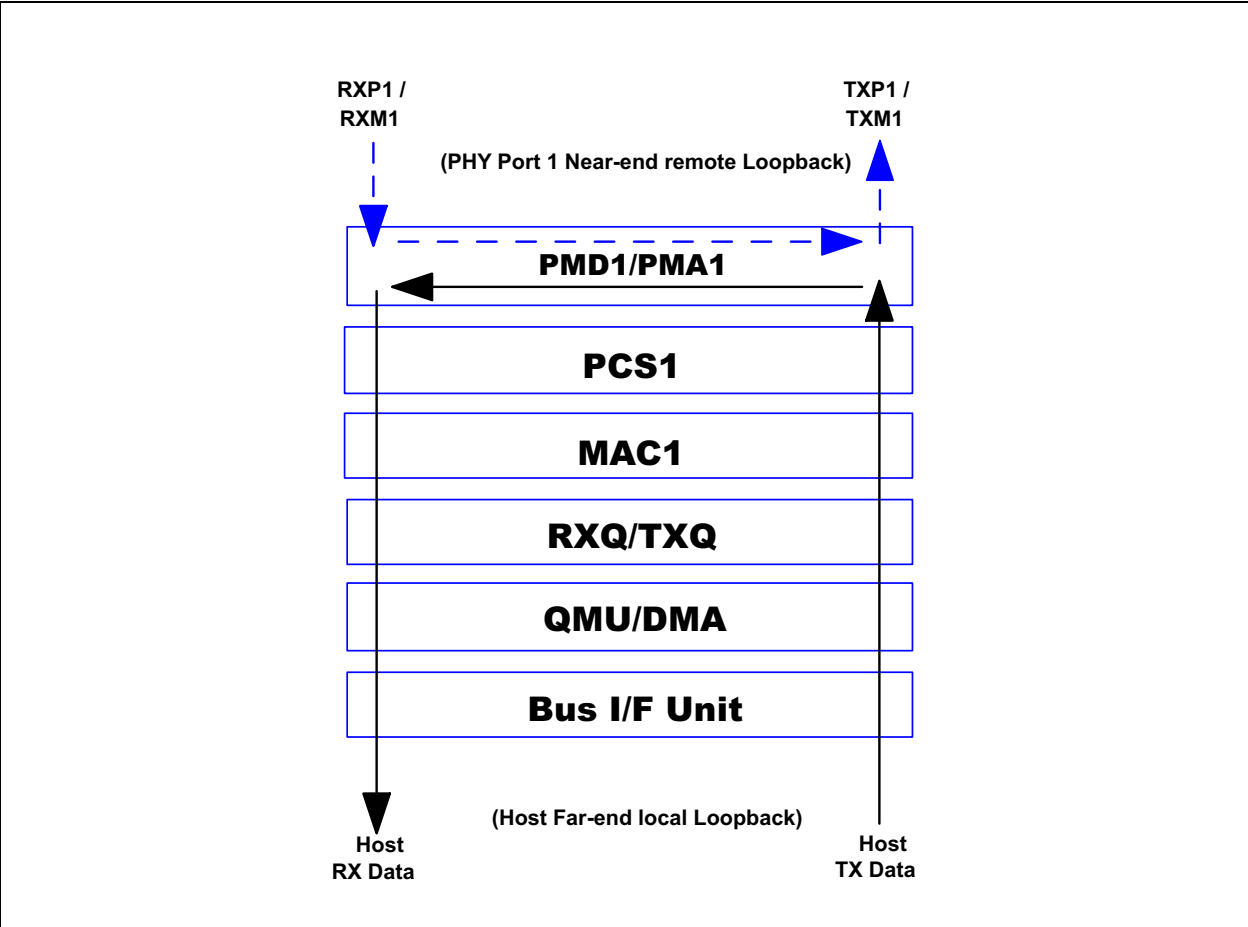 RXP1 /
RXM1
TXP1 /
TXM1
(PHY Port 1 Near-end remote Loopback)
PMD1/PMA1
PCS1
MAC1
RXQ/TXQ
QMU/DMA
Bus I/F Unit
(Host Far-end local Loopback)
Host
RX Data
Host
TX Data